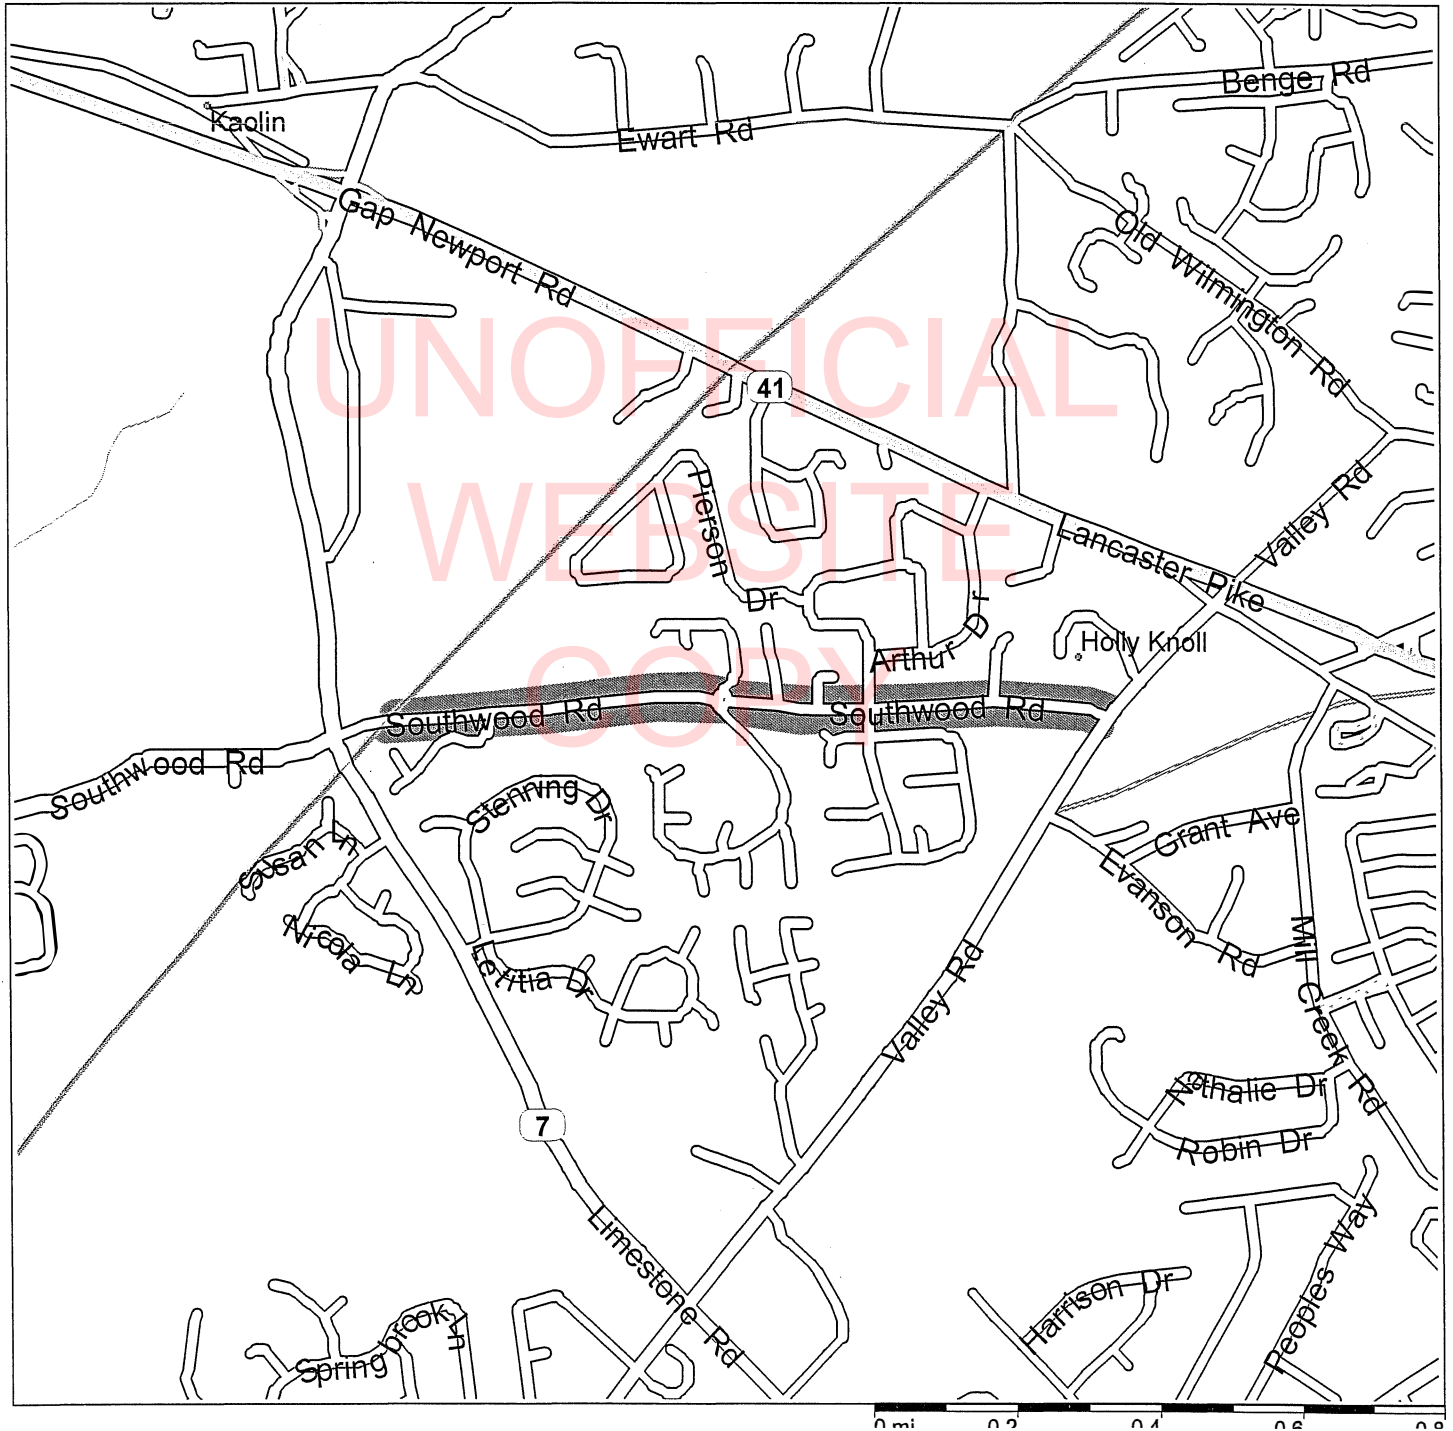 Benge Rd
Kaolin
Ewart Rd
Gap Newport Rd
Old Wilmington Rd
UNOFFICIAL
41
WEBSITE
Pierson Dr
Lancaster Pike
Valley Rd
Arthur Dr
Holly Knoll
COPY
Southwood Rd
Southwood Rd
Southwood Rd
Stenning Dr
Susan Ln
Grant Ave
Evanson Rd
Nicola Ln
Letitia Dr
Valley Rd
Mill Creek Rd
Nathalie Dr
7
Robin Dr
Limestone Rd
Peoples Way
Harrison Dr
Springbrook Ln
0 mi 0.2 0.4 0.6 0.8